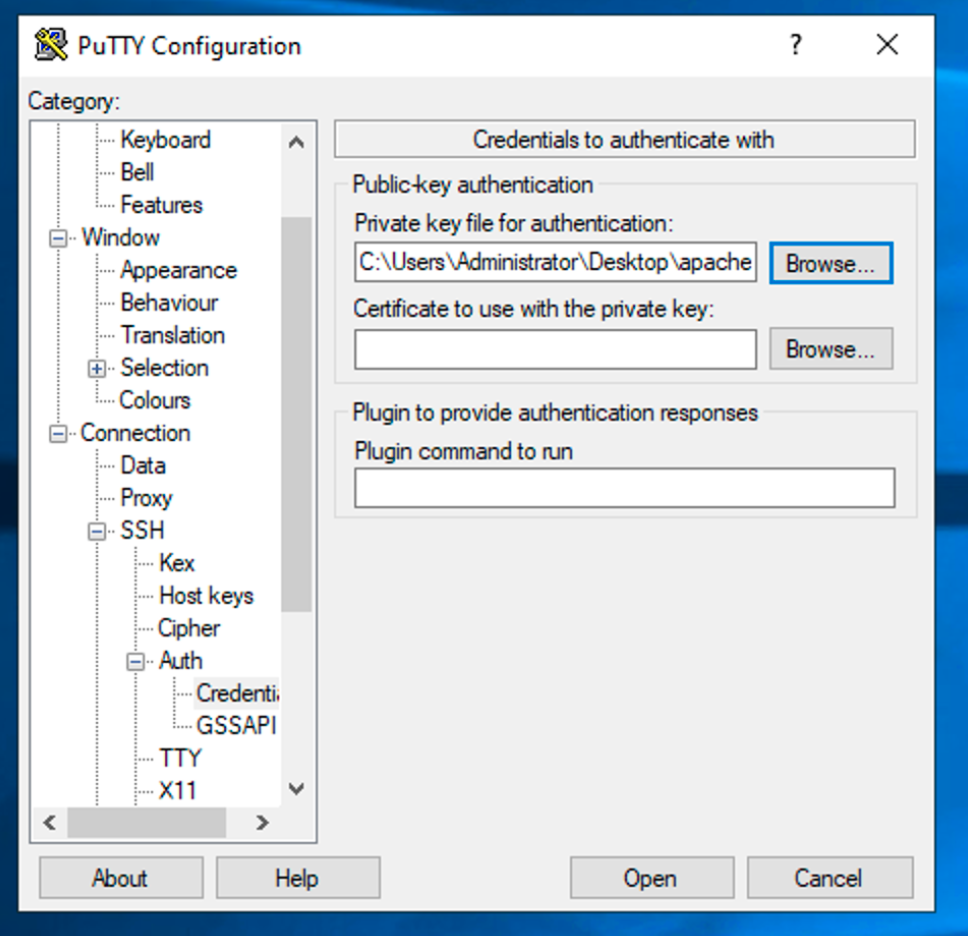 PuTTY Configuration
?
Category:
Keyboard
Bell
Features
Window
Appearance
Behaviour
Translation
Selection
Colours
Connection
Data
Proxy
SSH
Kex
Host keys
Cipher
Auth
Credentia
GSSAPI
TTY
X11
Credentials to authenticate with
Public-key authentication
Private key file for authentication:
C:\Users\Administrator\Desktop\apache
Browse...
Certificate to use with the private key:
Browse...
Plugin to provide authentication responses
Plugin command to run
About
Help
Open
Cancel